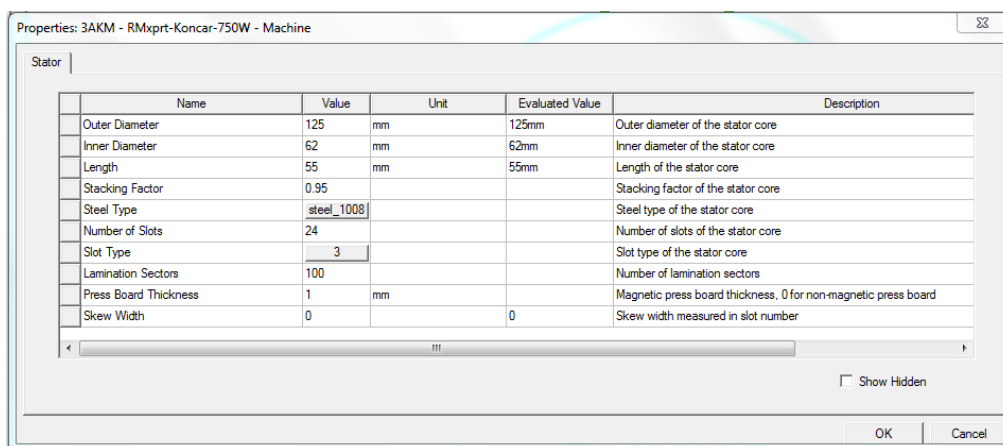 Properties: 3AKM - RMxprt-Koncar-750W - Machine
Stator
Name Value Unit Evaluated Value Description
Outer Diameter 125 mm 125mm Outer diameter of the stator core
Inner Diameter 62 mm 62mm Inner diameter of the stator core
Length 55 mm 55mm Length of the stator core
Stacking Factor 0.95 Stacking factor of the stator core
Steel Type steel_1008 Steel type of the stator core
Number of Slots 24 Number of slots of the stator core
Slot Type 3 Slot type of the stator core
Lamination Sectors 100 Number of lamination sectors
Press Board Thickness 1 mm Magnetic press board thickness, 0 for non-magnetic press board
Skew Width 0 0 Skew width measured in slot number
Show Hidden
OK Cancel